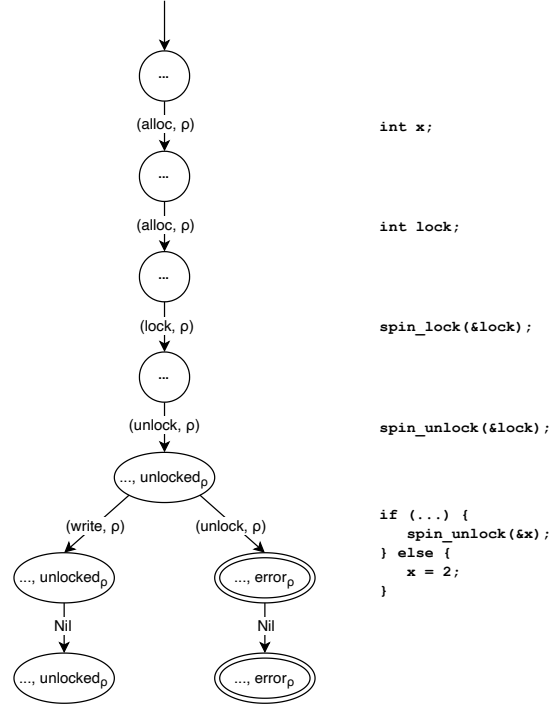 ...
(alloc, ρ) int x;
...
(alloc, ρ) int lock;
...
(lock, ρ) spin_lock(&lock);
...
(unlock, ρ) spin_unlock(&lock);
..., unlockedρ
(write, ρ) (unlock, ρ)
if (...) {
spin_unlock(&x);
} else {
x = 2;
}
..., unlockedρ ..., errorρ
Nil Nil
..., unlockedρ ..., errorρ